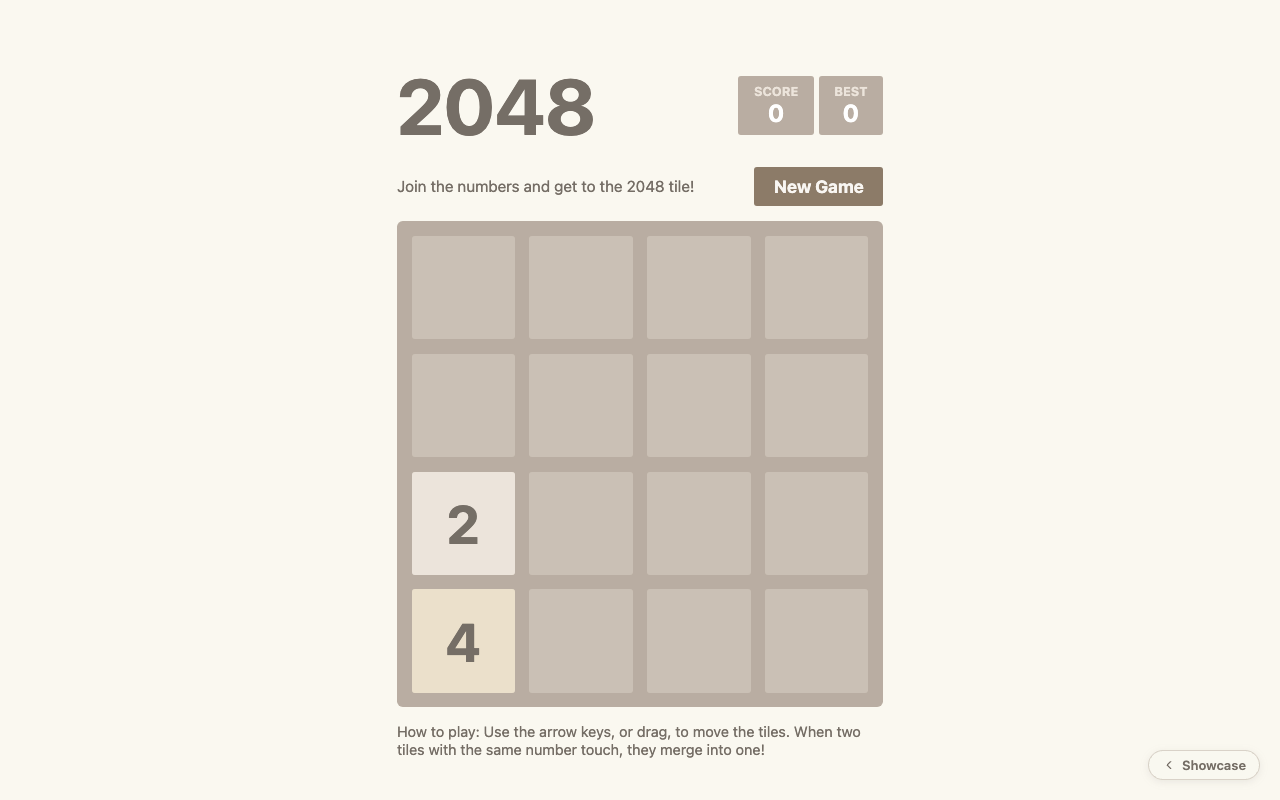 2048
SCORE
0
BEST
0
Join the numbers and get to the 2048 tile!
New Game
2
4
How to play: Use the arrow keys, or drag, to move the tiles. When two
tiles with the same number touch, they merge into one!
Showcase